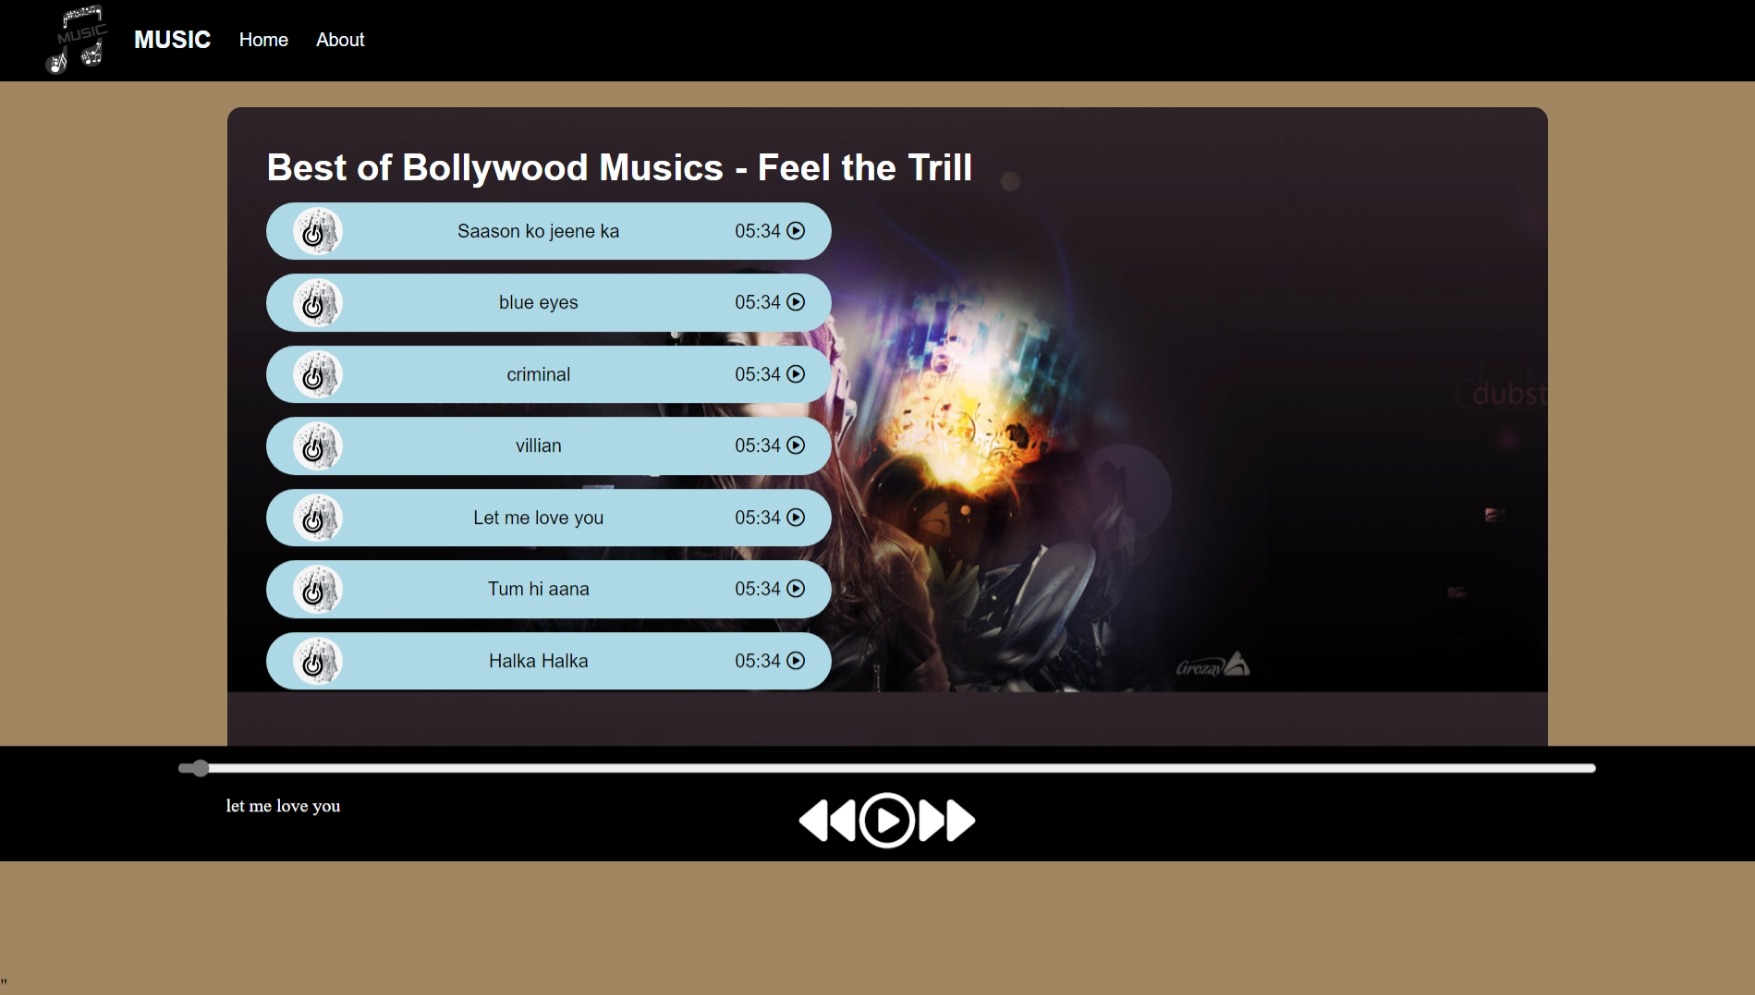 MUSIC
MUSIC Home About
Best of Bollywood Musics - Feel the Trill
Saason ko jeene ka 05:34
blue eyes 05:34
criminal 05:34
villian 05:34
dubst
Let me love you 05:34
Tum hi aana 05:34
Halka Halka 05:34
Grozav
let me love you
"